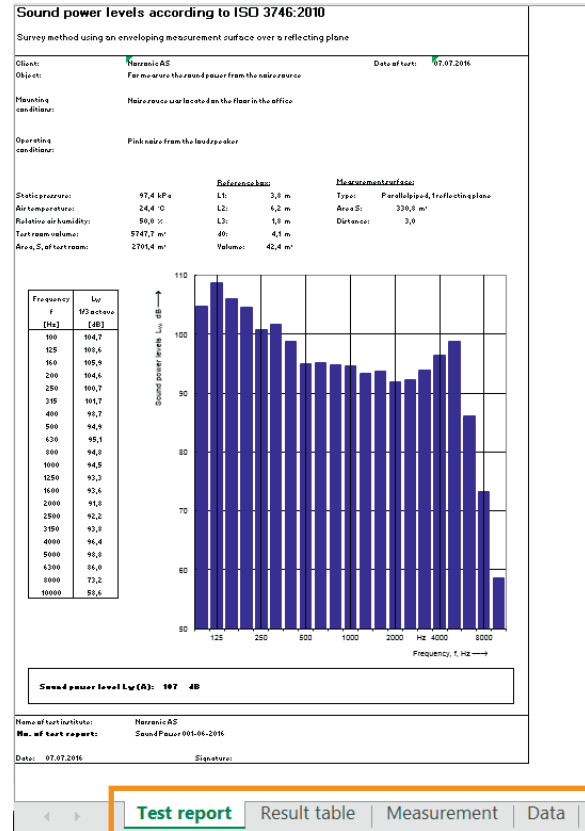 Sound power levels according to ISO 3746:2010
Survey method using an enveloping measurement surface over a reflecting plane
Client: Norsonic AS Date of test: 07.07.2016
Object: For measure the sound power from the noise source
Mounting conditions: Noise souce was located on the floor in the office
Operating conditions: Pink noise from the loudspeaker
Reference box: Measurement surface:
Static pressure: 97,4 kPa L1: 3,8 m Type: Parallelpiped, 1 reflecting plane
Air temperature: 24,4 °C L2: 6,2 m Area S: 330,8 m²
Relative air humidity: 50,0 % L3: 1,8 m Distance: 3,0
Test room volume: 5747,7 m³ d0: 4,1 m
Area, S, of test room: 2701,4 m² Volume: 42,4 m³
Frequency f [Hz] LW 1/3 octave [dB]
100 104,7
125 108,6
160 105,9
200 104,6
250 100,7
315 101,7
400 98,7
500 94,9
630 95,1
800 94,8
1000 94,5
1250 93,3
1600 93,6
2000 91,8
2500 92,2
3150 93,8
4000 96,4
5000 98,8
6300 86,0
8000 73,2
10000 58,6
Sound power levels LW, dB →
110
100
90
80
70
60
50
125 250 500 1000 2000 Hz 4000 8000
Frequency, f, Hz →
Sound power level LW(A): 107 dB
Name of test institute: Norsonic AS
No. of test report: Sound Power 001-06-2016
Date: 07.07.2016 Signature:
Test report Result table Measurement Data